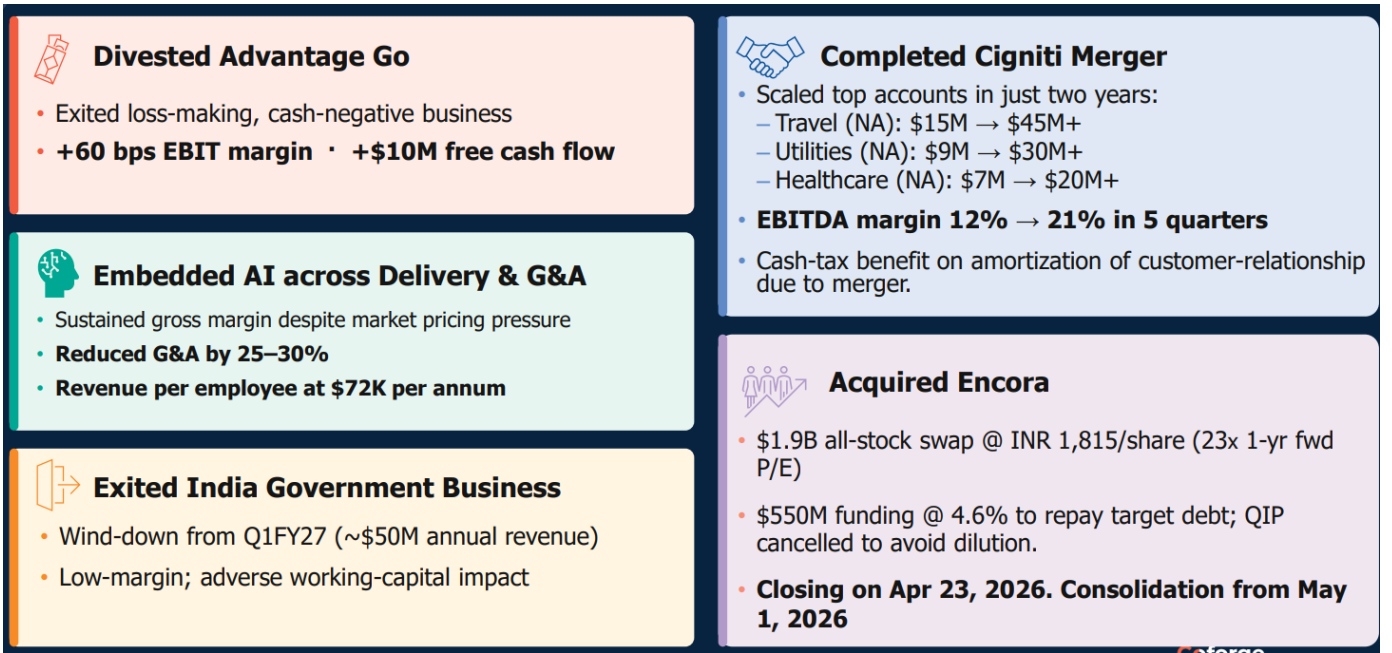 Divested Advantage Go
• Exited loss-making, cash-negative business
• +60 bps EBIT margin · +$10M free cash flow
Embedded AI across Delivery & G&A
• Sustained gross margin despite market pricing pressure
• Reduced G&A by 25–30%
• Revenue per employee at $72K per annum
Exited India Government Business
• Wind-down from Q1FY27 (~$50M annual revenue)
• Low-margin; adverse working-capital impact
Completed Cigniti Merger
• Scaled top accounts in just two years:
– Travel (NA): $15M → $45M+
– Utilities (NA): $9M → $30M+
– Healthcare (NA): $7M → $20M+
• EBITDA margin 12% → 21% in 5 quarters
• Cash-tax benefit on amortization of customer-relationship
due to merger.
Acquired Encora
• $1.9B all-stock swap @ INR 1,815/share (23x 1-yr fwd
P/E)
• $550M funding @ 4.6% to repay target debt; QIP
cancelled to avoid dilution.
• Closing on Apr 23, 2026. Consolidation from May
1, 2026
Coforge